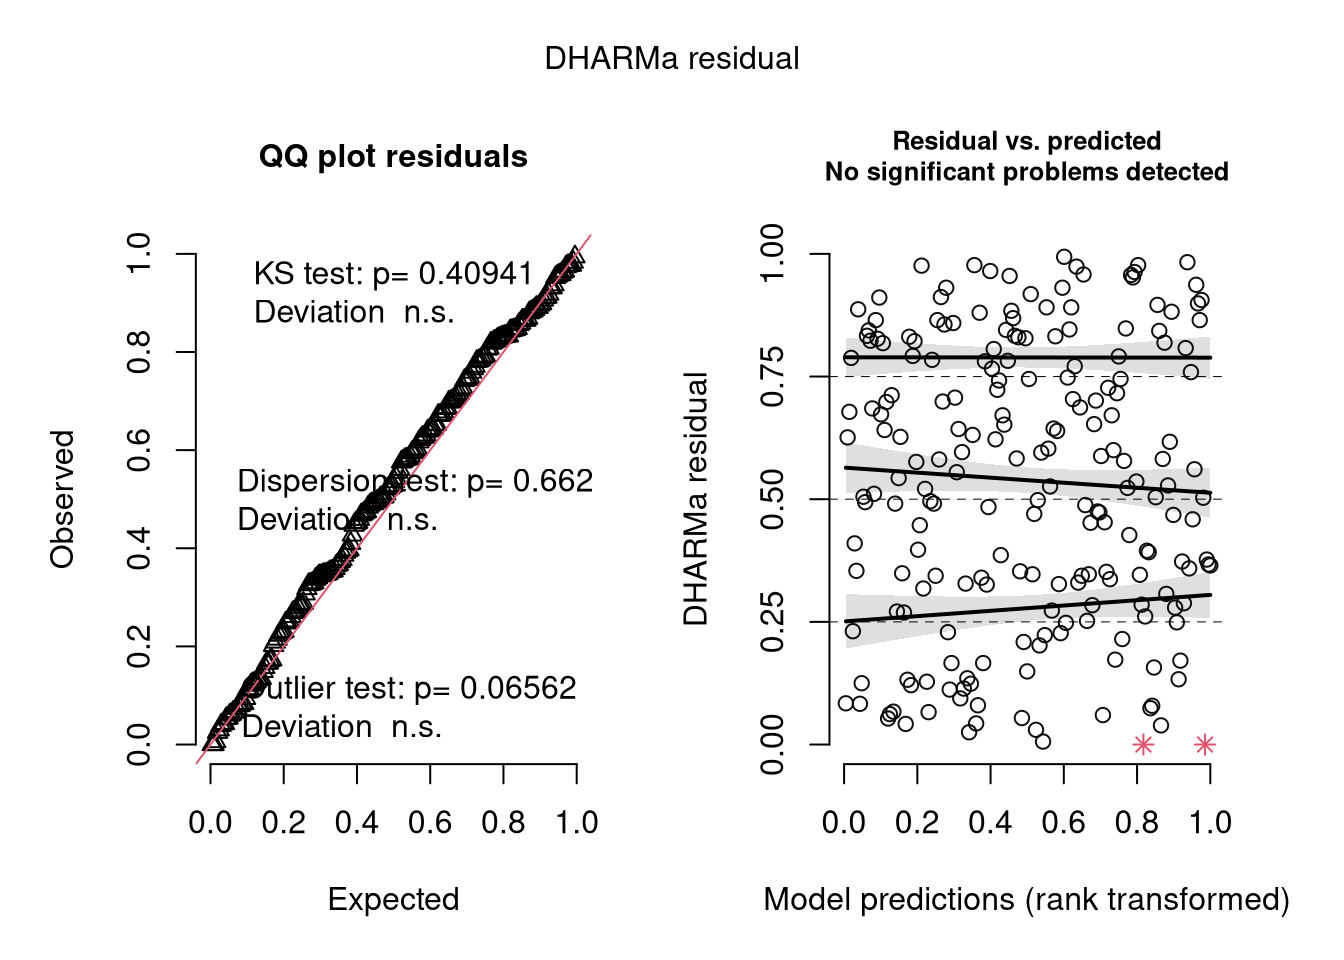 DHARMa residual
QQ plot residuals
KS test: p= 0.40941
Deviation n.s.
Dispersion test: p= 0.662
Deviation n.s.
Outlier test: p= 0.06562
Deviation n.s.
Observed
0.0 0.2 0.4 0.6 0.8 1.0
0.0 0.2 0.4 0.6 0.8 1.0
Expected
Residual vs. predicted
No significant problems detected
DHARMa residual
0.00 0.25 0.50 0.75 1.00
0.0 0.2 0.4 0.6 0.8 1.0
Model predictions (rank transformed)